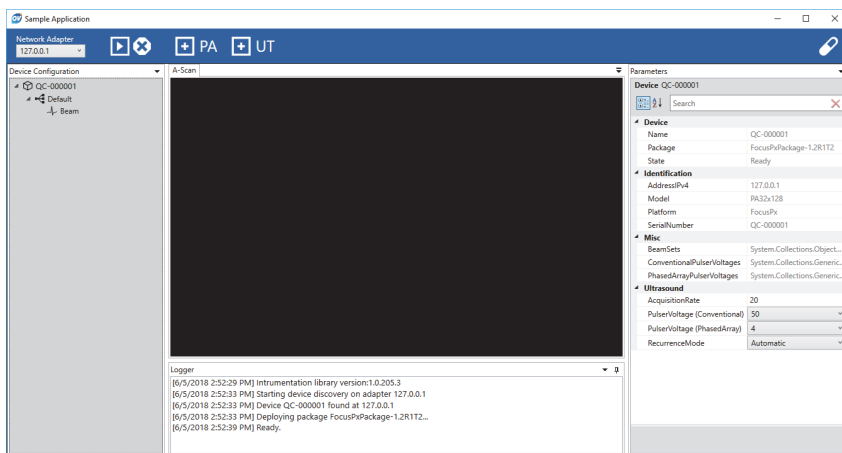 Sample Application
Network Adapter
127.0.0.1
PA
UT
Device Configuration
QC-000001
Default
Beam
A-Scan
Logger
[6/5/2018 2:52:29 PM] Intrumentation library version:1.0.205.3
[6/5/2018 2:52:33 PM] Starting device discovery on adapter 127.0.0.1
[6/5/2018 2:52:33 PM] Device QC-000001 found at 127.0.0.1
[6/5/2018 2:52:33 PM] Deploying package FocusPxPackage-1.2R1T2...
[6/5/2018 2:52:39 PM] Ready.
Parameters
Device QC-000001
Search
Device
Name QC-000001
Package FocusPxPackage-1.2R1T2
State Ready
Identification
AddressIPv4 127.0.0.1
Model PA32x128
Platform FocusPx
SerialNumber QC-000001
Misc
BeamSets System.Collections.Object...
ConventionalPulserVoltages System.Collections.Generic..
PhasedArrayPulserVoltages System.Collections.Generic..
Ultrasound
AcquisitionRate 20
PulserVoltage (Conventional) 50
PulserVoltage (PhasedArray) 4
RecurrenceMode Automatic